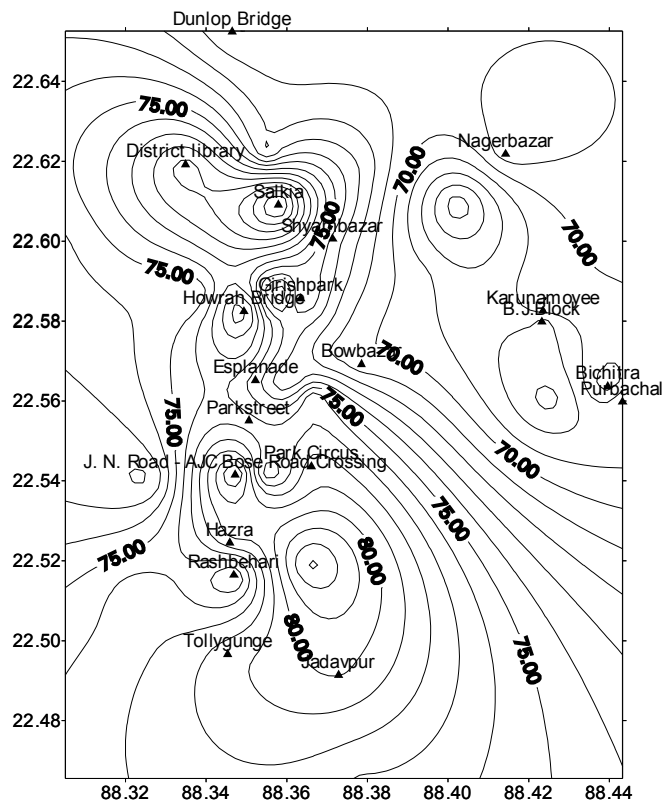 Dunlop Bridge
22.64
75.00
Nagerbazar
District library
22.62
70.00
Salkia
Shyambazar
75.00
22.60
70.00
75.00
Girishpark
Howrah Bridge
Karunamoyee
B.J.Block
22.58
Bowbazar
70.00
Esplanade
Bichitra
Purbachal
22.56
75.00
Parkstreet
75.00
Park Circus
70.00
J. N. Road - AJC Bose Road Crossing
22.54
75.00
Hazra
75.00
80.00
Rashbehari
22.52
80.00
Tollygunge
22.50
75.00
Jadavpur
22.48
88.32 88.34 88.36 88.38 88.40 88.42 88.44